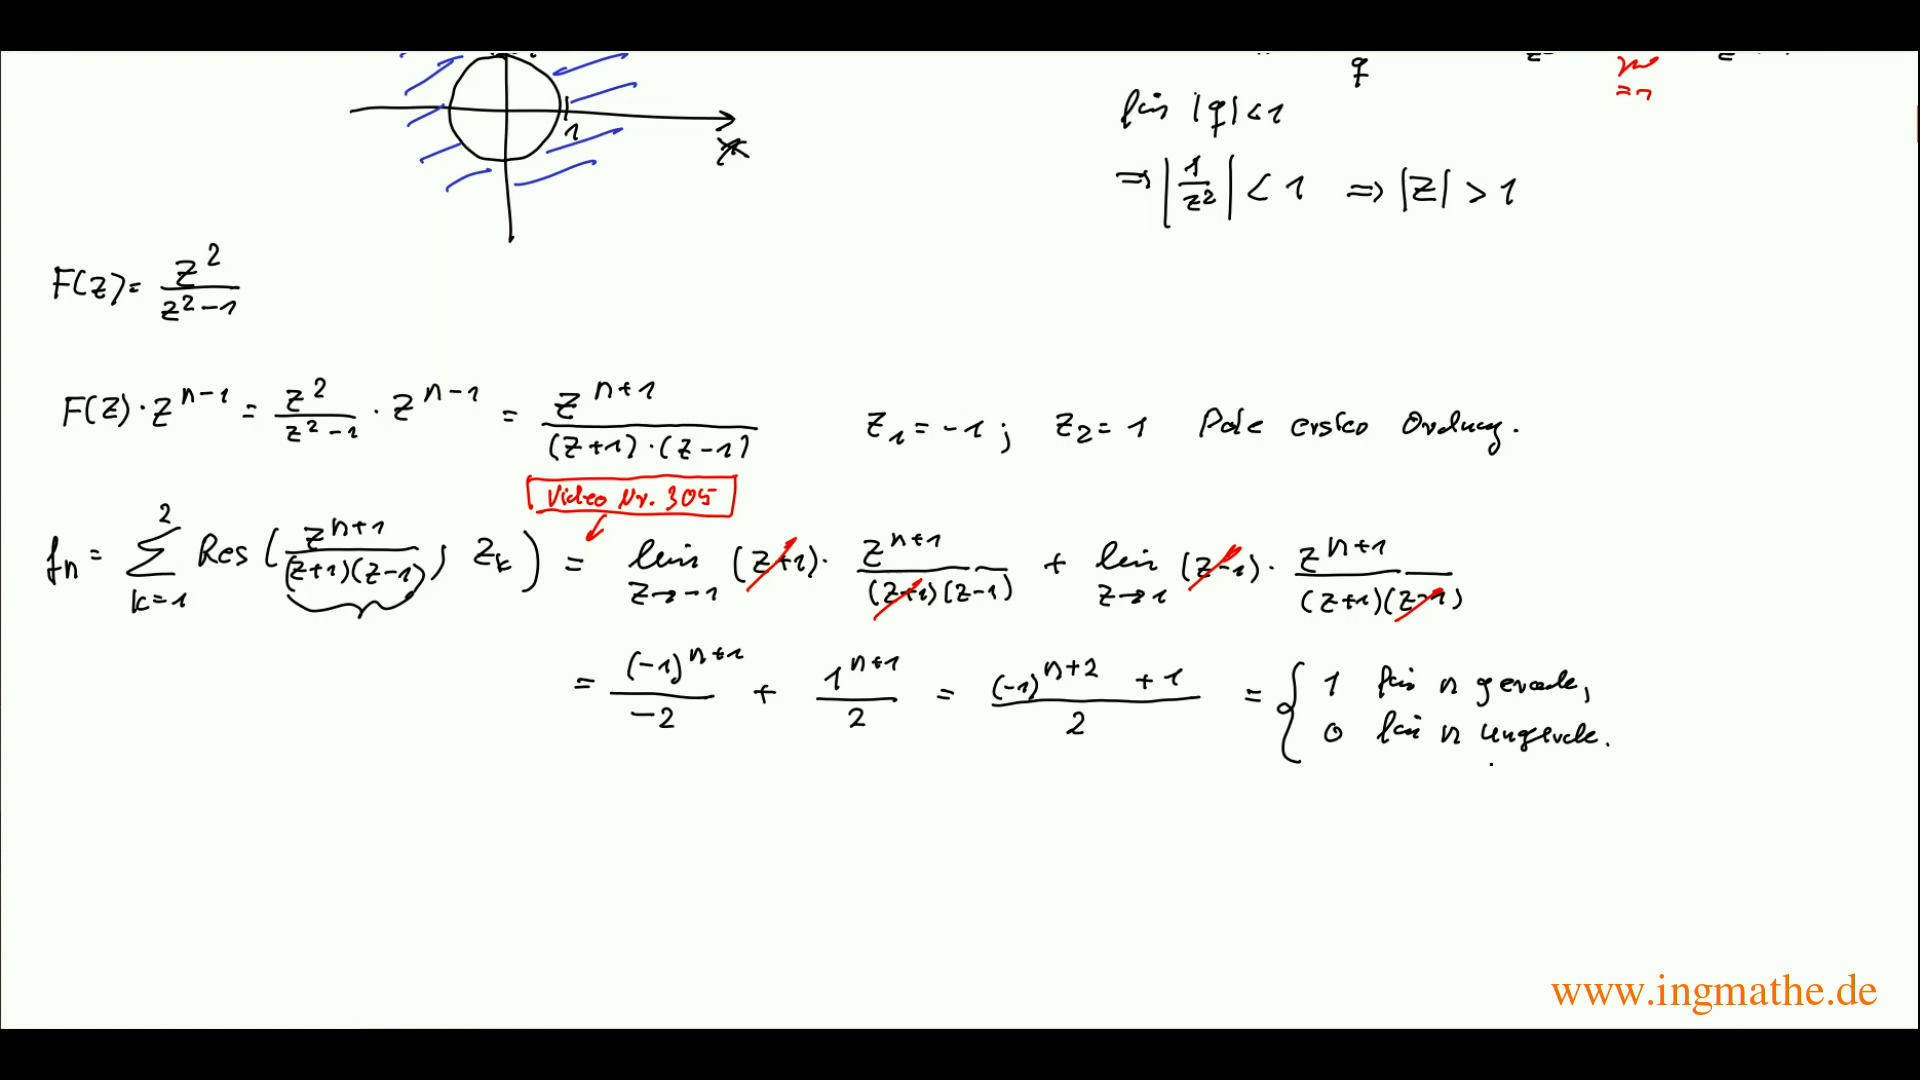 1
x
q
= n
für |q| < 1
⇒ |1/z²| < 1 ⇒ |z| > 1
F(z) = z²/(z²-1)
F(z) · z^(n-1) = z²/(z²-1) · z^(n-1) = z^(n+1)/((z+1)·(z-1)) z₁ = -1; z₂ = 1 Pole erster Ordnung.
Video Nr. 305
fn = ∑_(k=1)^2 Res (z^(n+1)/((z+1)(z-1)); z_k) = lim_(z→-1) (z+1) · z^(n+1)/((z+1)(z-1)) + lim_(z→1) (z-1) · z^(n+1)/((z+1)(z-1))
= (-1)^(n+1)/(-2) + 1^(n+1)/2 = ((-1)^(n+2) + 1)/2 = { 1 für n gerade,
0 für n ungerade.
www.ingmathe.de